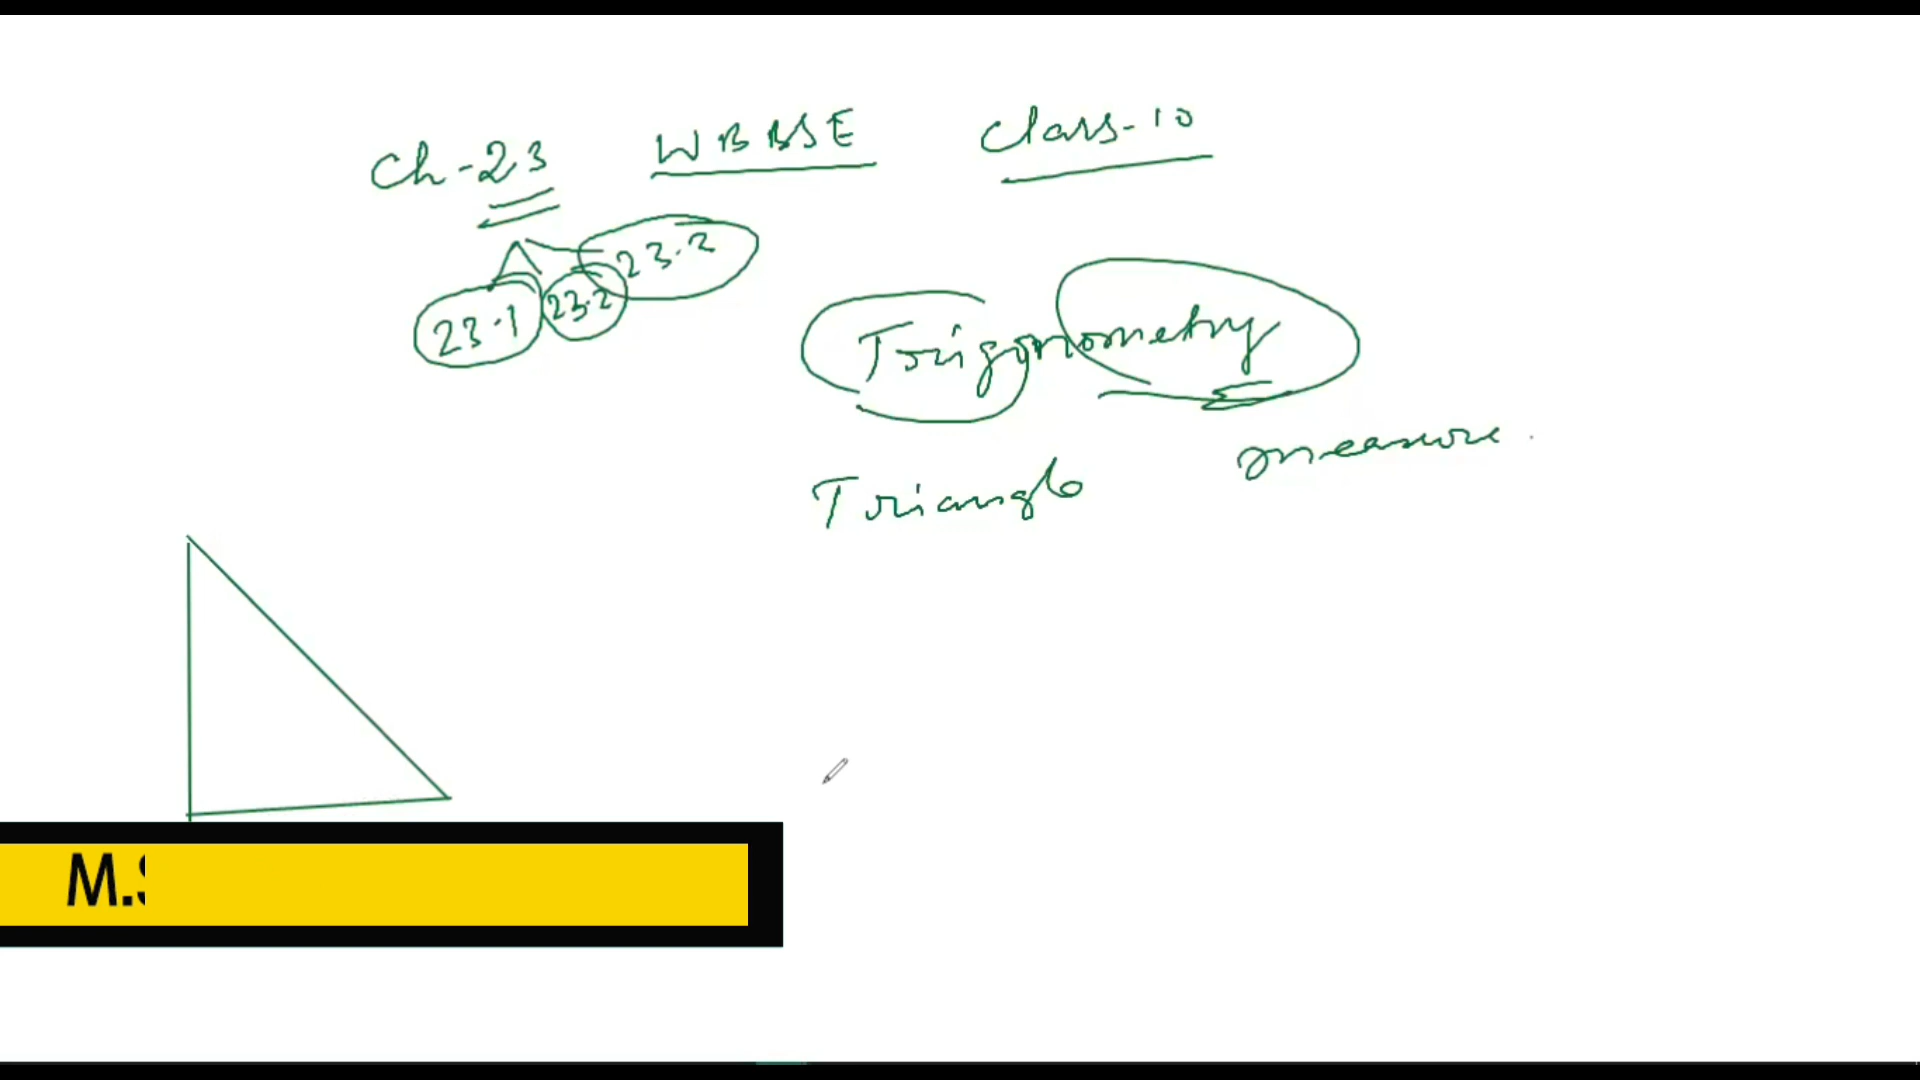 Ch-23 WBBSE Class-10
23.1 23.2 23.2
Trigonometry
measure
Triangle
M.S